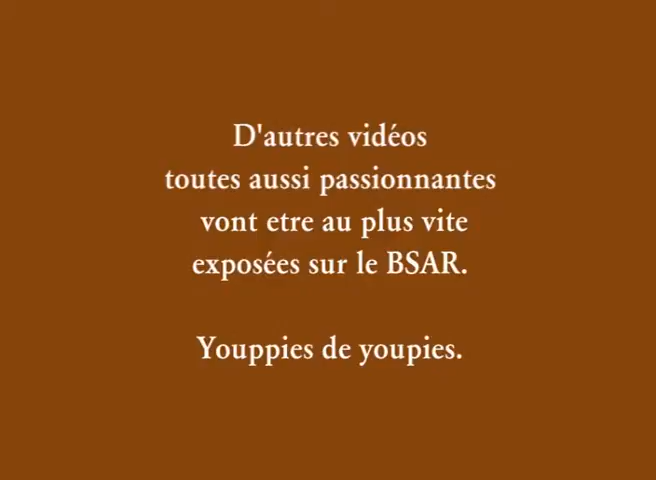 D'autres vidéos
toutes aussi passionnantes
vont etre au plus vite
exposées sur le BSAR.
Youppies de youpies.